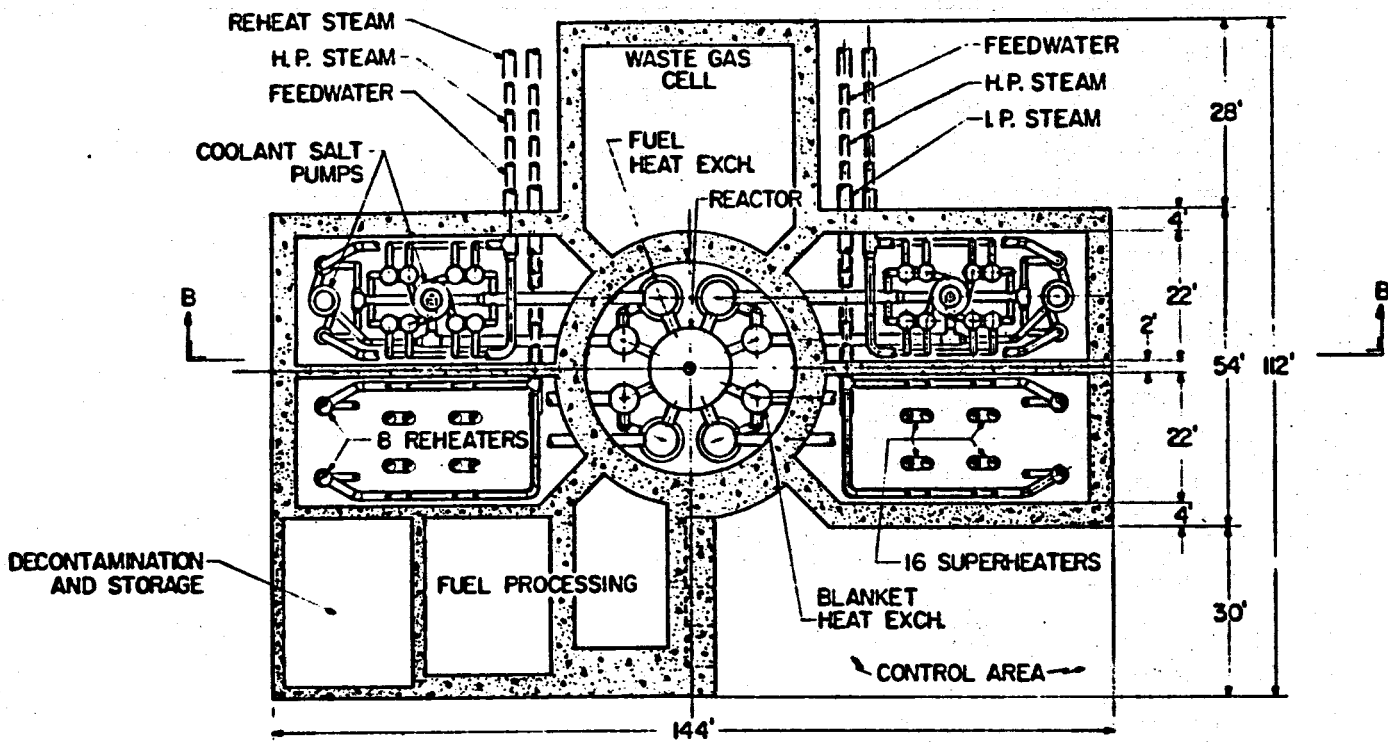 REHEAT STEAM
H.P. STEAM
FEEDWATER
COOLANT SALT
PUMPS
WASTE GAS
CELL
FUEL
HEAT EXCH.
REACTOR
FEEDWATER
H.P. STEAM
I.P. STEAM
28'
4'
22'
2'
54'
112'
22'
4'
30'
B
B
8 REHEATERS
16 SUPERHEATERS
DECONTAMINATION
AND STORAGE
FUEL PROCESSING
BLANKET
HEAT EXCH.
CONTROL AREA
144'